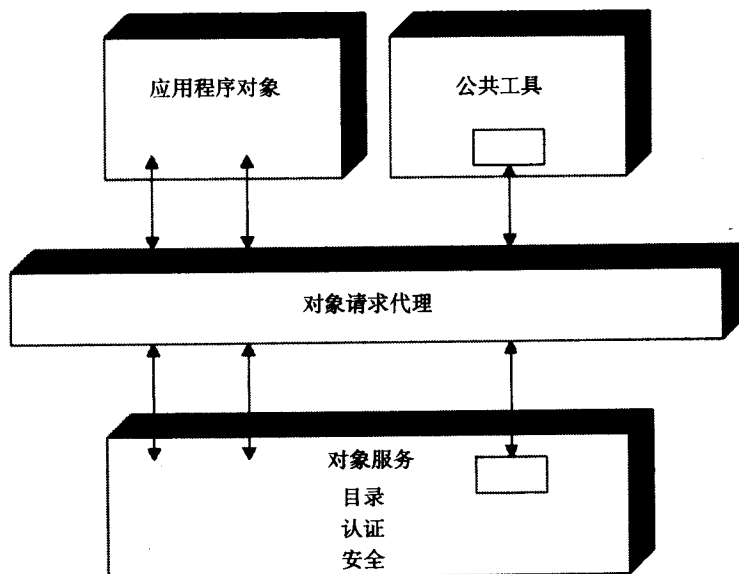 应用程序对象
公共工具
对象请求代理
对象服务
目录
认证
安全